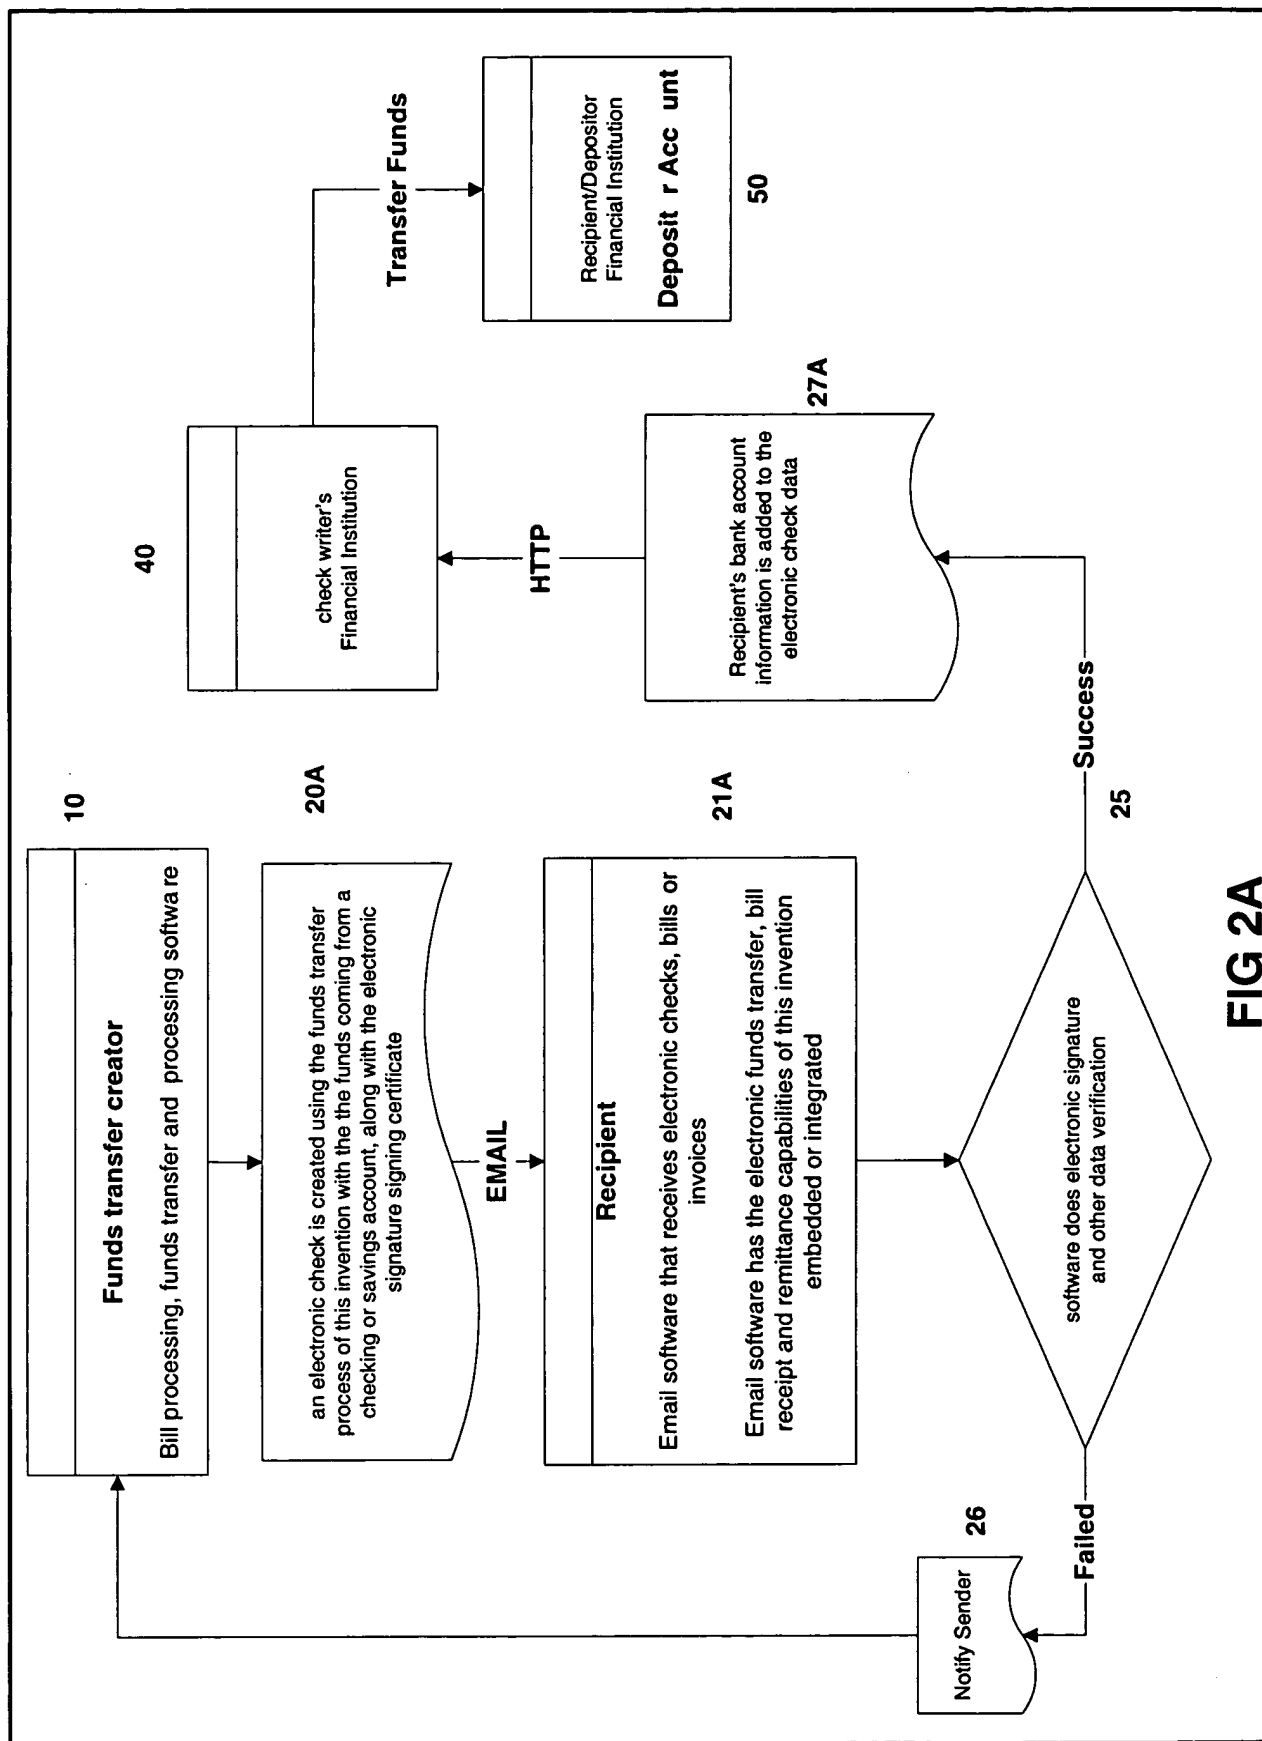 10
Funds transfer creator
Bill processing, funds transfer and processing softwa re
20A
an electronic check is created using the funds transfer
process of this invention with the the funds coming from a
checking or savings account, along with the electronic
signature signing certificate
EMAIL
21A
Recipient
Email software that receives electronic checks, bills or
invoices
Email software has the electronic funds transfer, bill
receipt and remittance capabilities of this invention
embedded or integrated
25
software does electronic signature
and other data verification
Failed
26
Notify Sender
Success
27A
Recipient's bank account
information is added to the
electronic check data
HTTP
40
check writer's
Financial Institution
Transfer Funds
Recipient/Depositor
Financial Institution
Deposit r Acc unt
50
FIG 2A